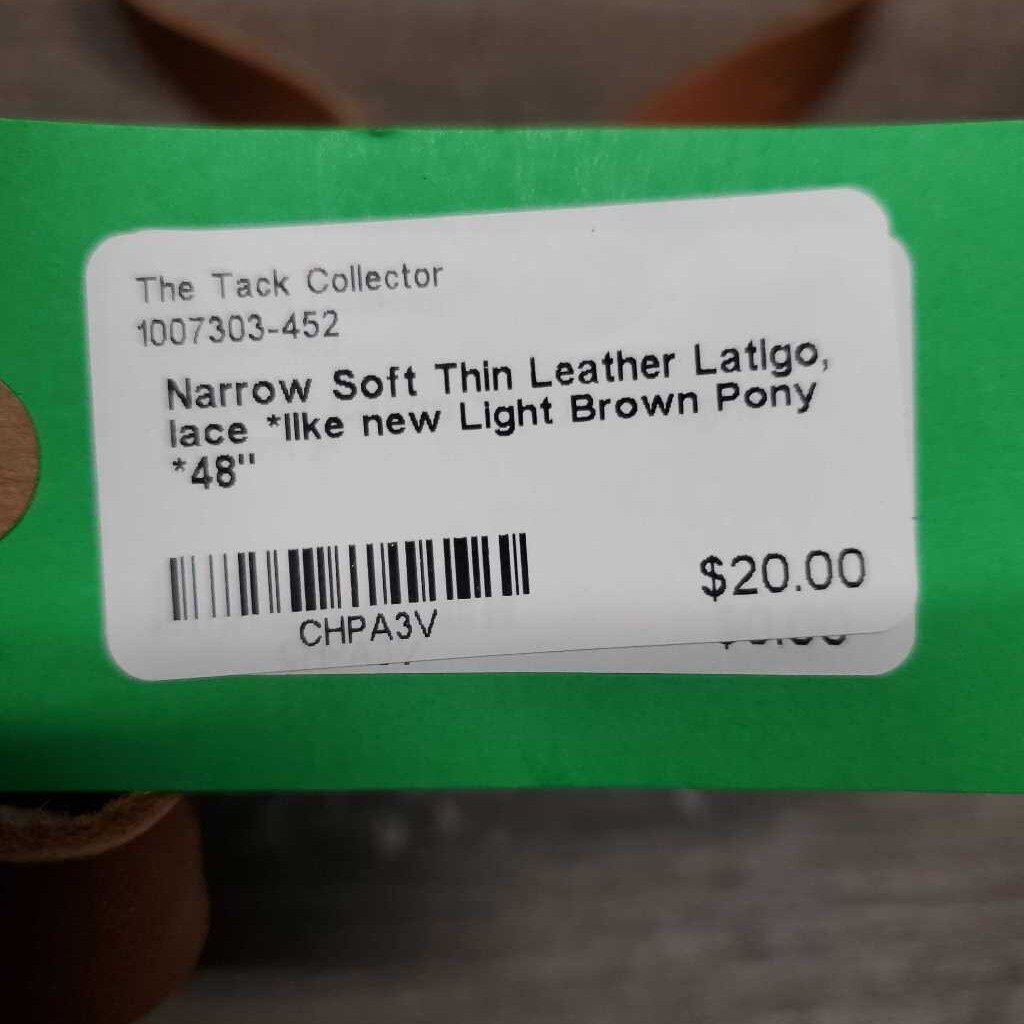 The Tack Collector
1007303-452
Narrow Soft Thin Leather Latigo,
lace *like new Light Brown Pony
*48"
$20.00
CHPA3V